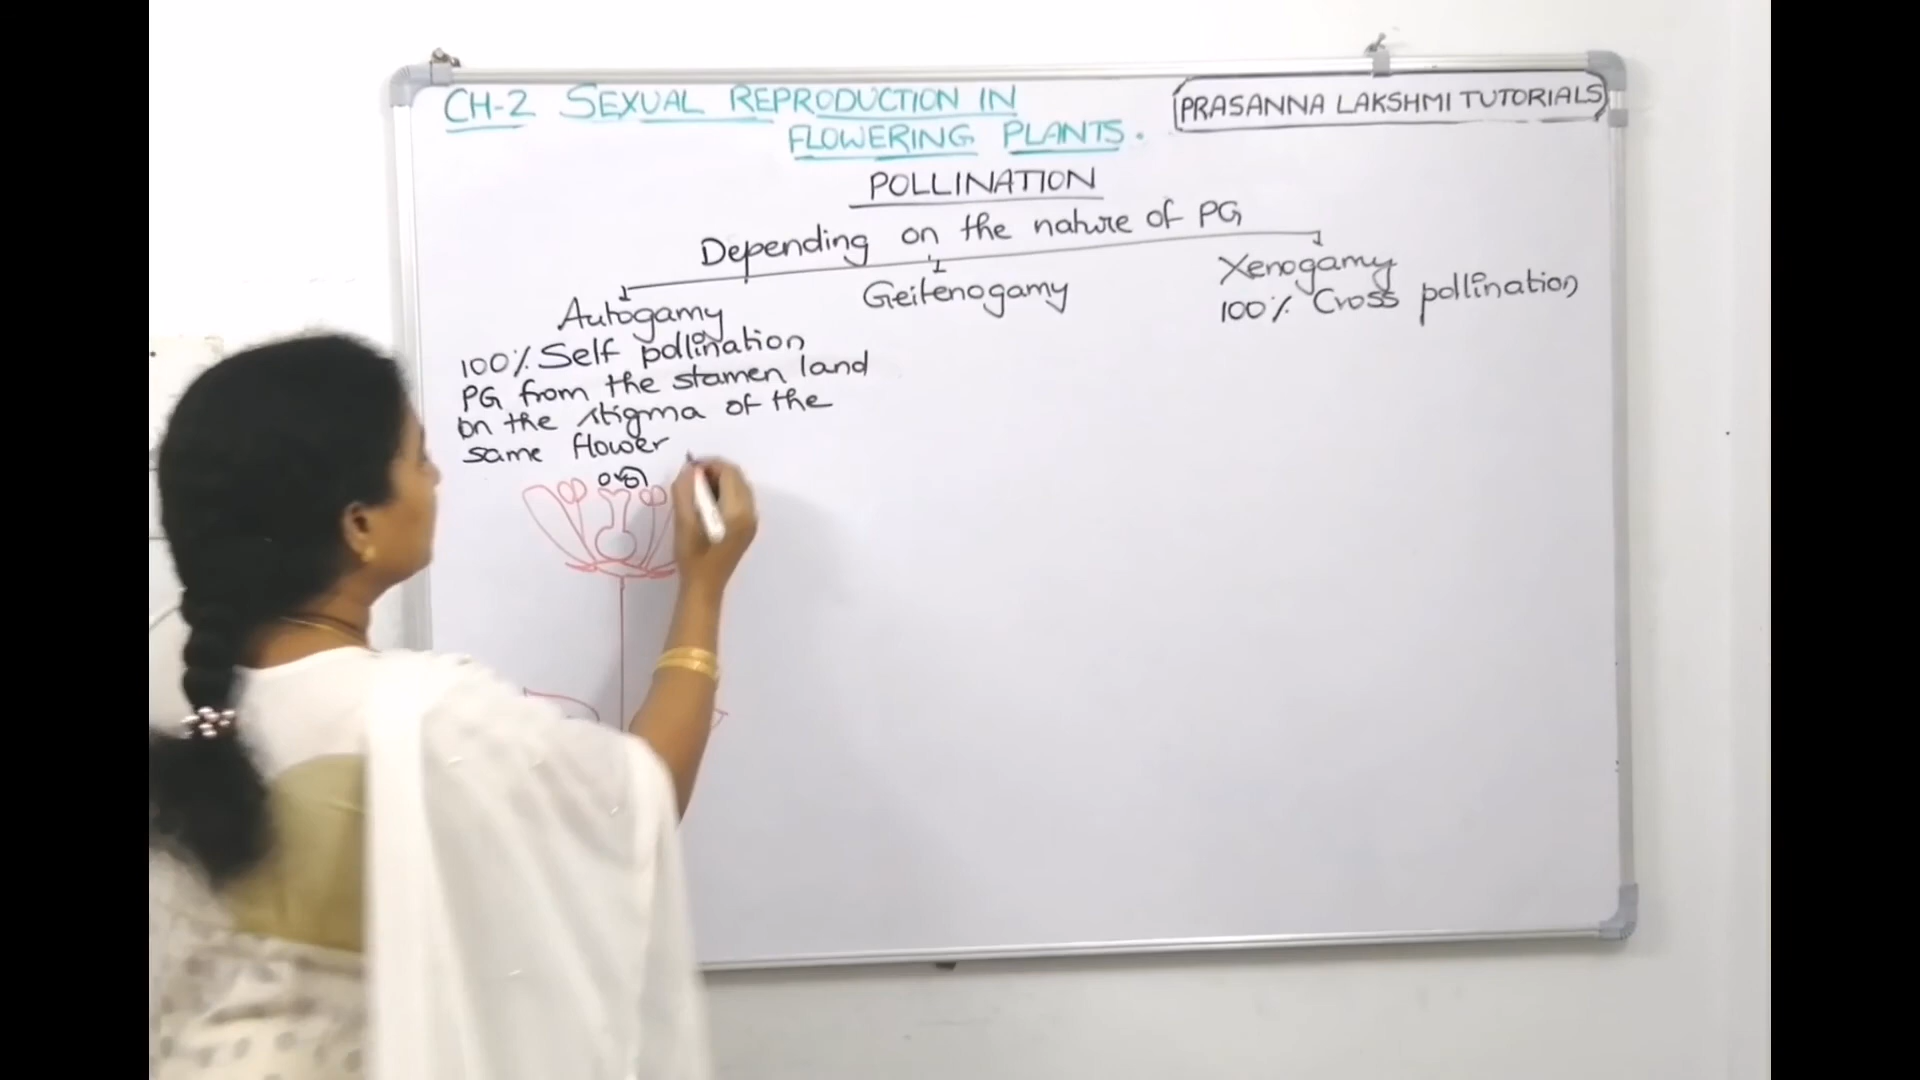 CH-2 SEXUAL REPRODUCTION IN
FLOWERING PLANTS.
PRASANNA LAKSHMI TUTORIALS
POLLINATION
Depending on the nature of PG
Autogamy
100% Self pollination
PG from the stamen land
on the stigma of the
same flower
Geitenogamy
Xenogamy
100% Cross pollination